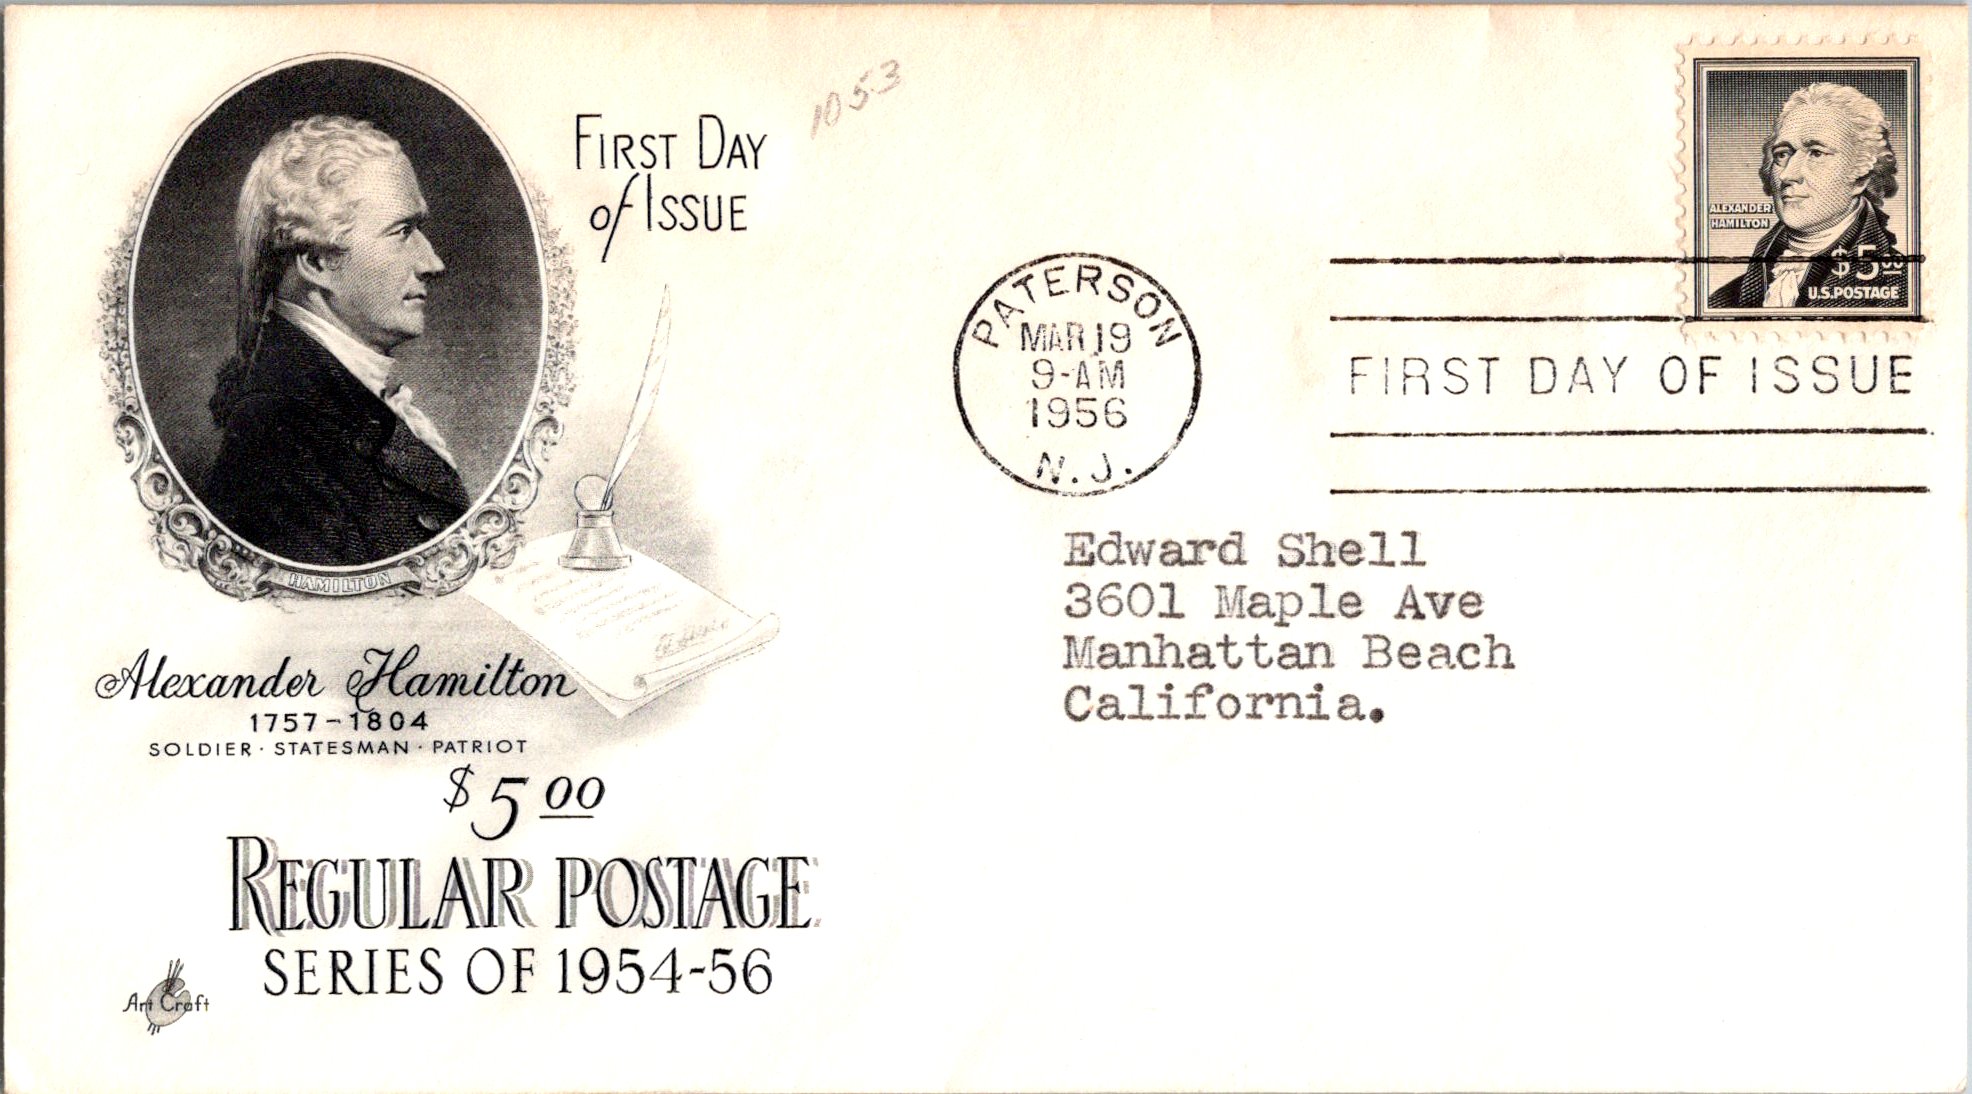 First Day
of Issue
1053
HAMILTON
Alexander Hamilton
1757-1804
SOLDIER · STATESMAN · PATRIOT
$5 00
REGULAR POSTAGE
SERIES OF 1954-56
Art Craft
ALEXANDER
HAMILTON
$5 00
U.S.POSTAGE
PATERSON
MAR 19
9-AM
1956
N.J.
FIRST DAY OF ISSUE
Edward Shell
3601 Maple Ave
Manhattan Beach
California.